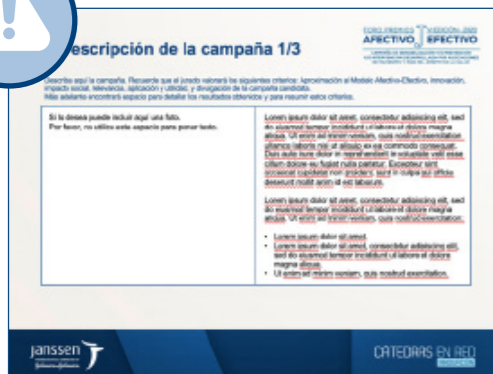 escripción de la campaña 1/3
FORO PREMIOS V EDICIÓN 2020
AFECTIVO EFECTIVO
Describa aquí la campaña. Recuerde que el jurado valorará los siguientes criterios: Aproximación al Modelo Afectivo-Efectivo, innovación,
impacto social, relevancia, aplicación y utilidad, y divulgación de la campaña candidata.
Más adelante encontrará espacio para detallar los resultados obtenidos y para resumir estos criterios.
Si lo desea puede incluir aquí una foto.
Por favor, no utilice este espacio para poner texto.
Lorem ipsum dolor sit amet, consectetur adipiscing elit, sed
do eiusmod tempor incididunt ut labore et dolore magna
aliqua. Ut enim ad minim veniam, quis nostrud exercitation
ullamco laboris nisi ut aliquip ex ea commodo consequat.
Duis aute irure dolor in reprehenderit in voluptate velit esse
cillum dolore eu fugiat nulla pariatur. Excepteur sint
occaecat cupidatat non proident, sunt in culpa qui officia
deserunt mollit anim id est laborum.
Lorem ipsum dolor sit amet, consectetur adipiscing elit, sed
do eiusmod tempor incididunt ut labore et dolore magna
aliqua. Ut enim ad minim veniam, quis nostrud exercitation:
• Lorem ipsum dolor sit amet.
• Lorem ipsum dolor sit amet, consectetur adipiscing elit,
sed do eiusmod tempor incididunt ut labore et dolore
magna aliqua.
• Ut enim ad minim veniam, quis nostrud exercitation.
janssen
Johnson & Johnson
CÁTEDRAS EN RED